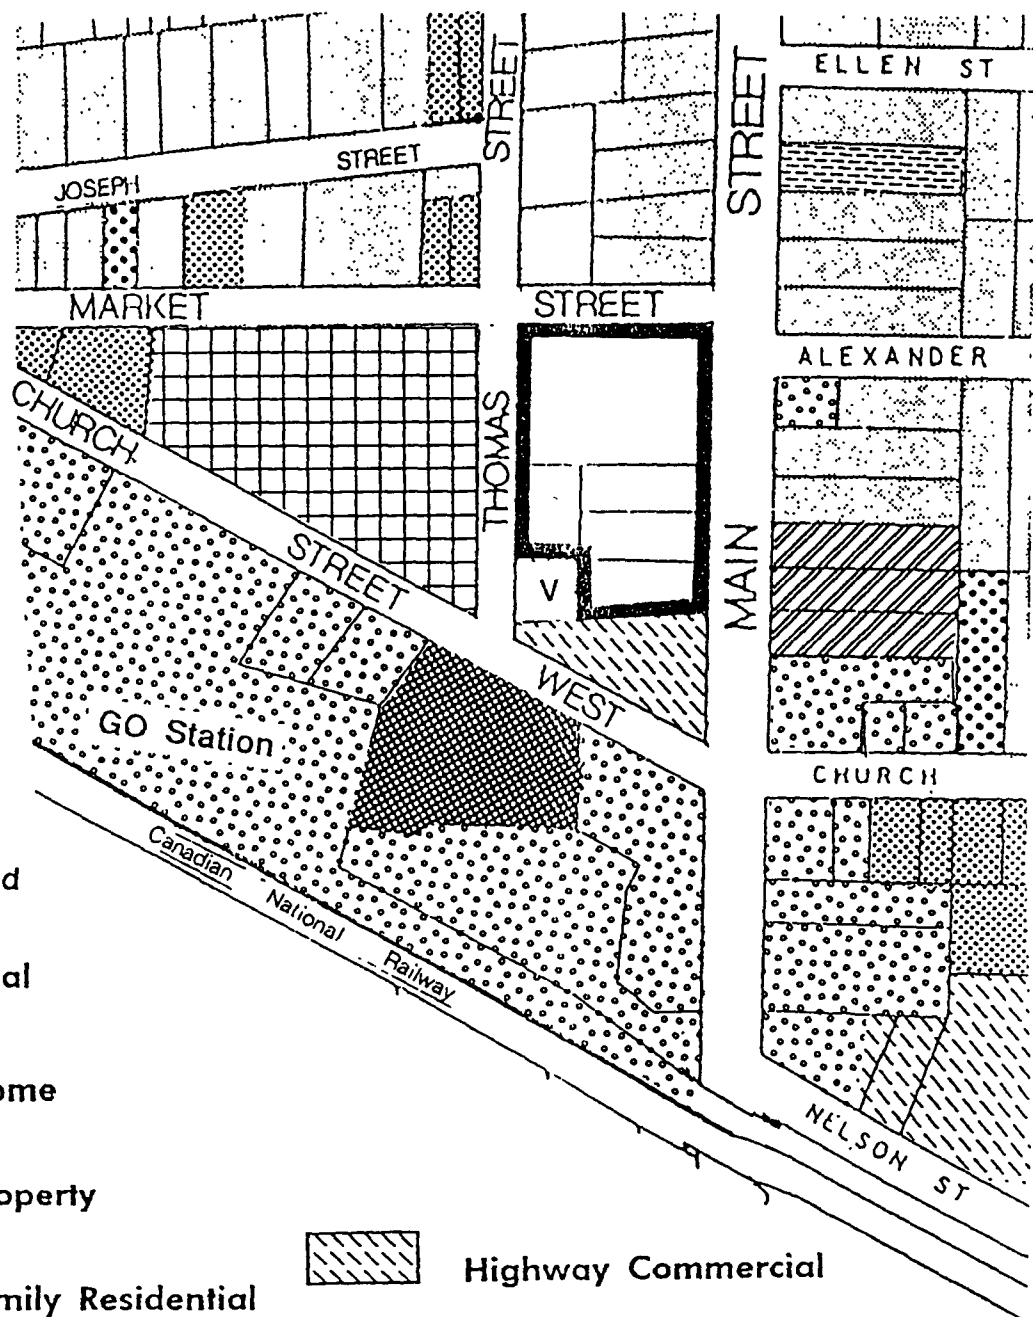 ELLEN ST
STREET
STREET
JOSEPH STREET
MARKET STREET
ALEXANDER
CHURCH STREET WEST
THOMAS
MAIN
V
GO Station
CHURCH
Canadian National Railway
NELSON ST
d
al
ome
operty
mily Residential
Highway Commercial